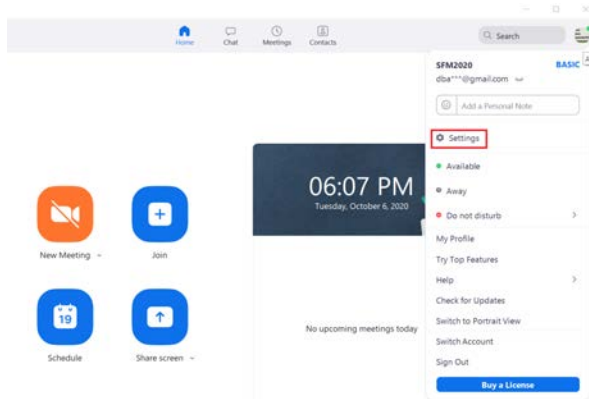 Home
Chat
Meetings
Contacts
Search
SFM2020
BASIC
dba***@gmail.com
Add a Personal Note
Settings
Available
Away
Do not disturb
My Profile
Try Top Features
Help
Check for Updates
Switch to Portrait View
Switch Account
Sign Out
Buy a License
06:07 PM
Tuesday, October 6, 2020
No upcoming meetings today
New Meeting
Join
19
Schedule
Share screen